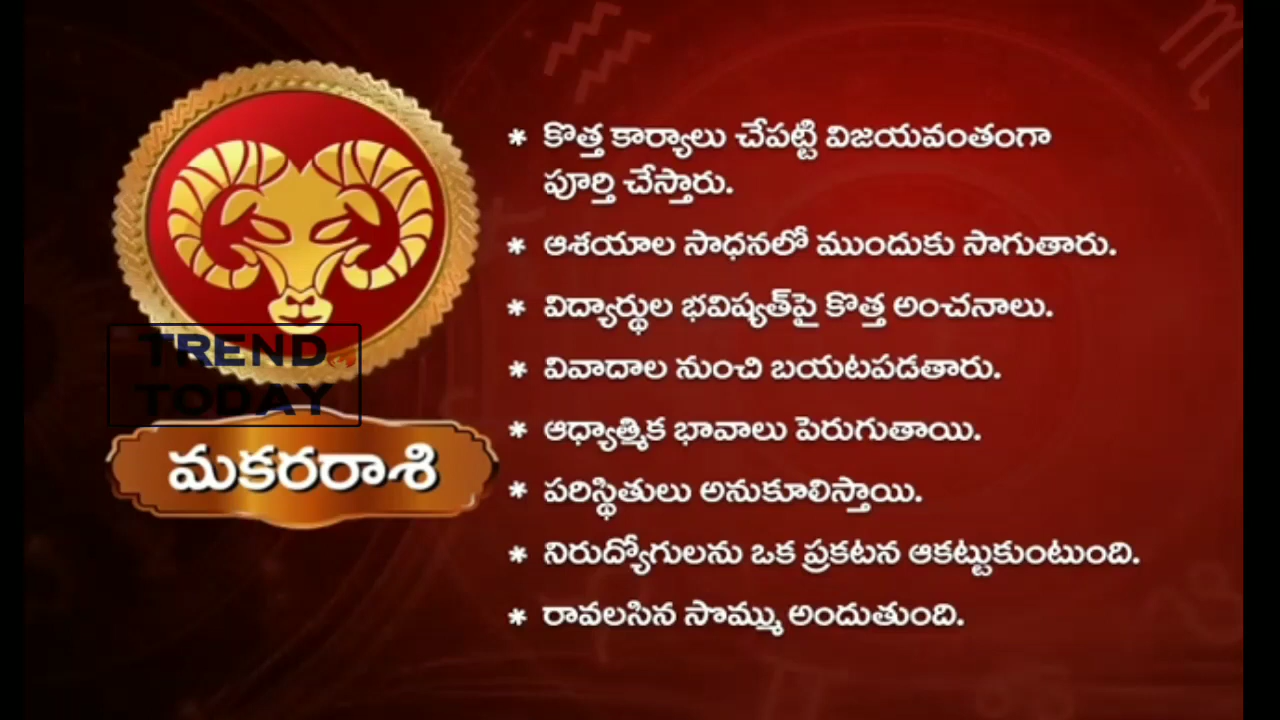 * కొత్త కార్యాలు చేపట్టి విజయవంతంగా
పూర్తి చేస్తారు.
* ఆశయాల సాధనలో ముందుకు సాగుతారు.
* విద్యార్థుల భవిష్యత్‌పై కొత్త అంచనాలు.
* వివాదాల నుంచి బయటపడతారు.
* ఆధ్యాత్మిక భావాలు పెరుగుతాయి.
* పరిస్థితులు అనుకూలిస్తాయి.
* నిరుద్యోగులను ఒక ప్రకటన ఆకట్టుకుంటుంది.
* రావలసిన సొమ్ము అందుతుంది.
TREND
TODAY
మకరరాశి